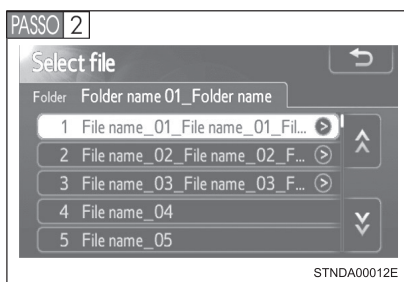 PASSO 2
Select file
Folder Folder name 01_Folder name
1 File name_01_File name_01_Fil...
2 File name_02_File name_02_F...
3 File name_03_File name_03_F...
4 File name_04
5 File name_05
STNDA00012E